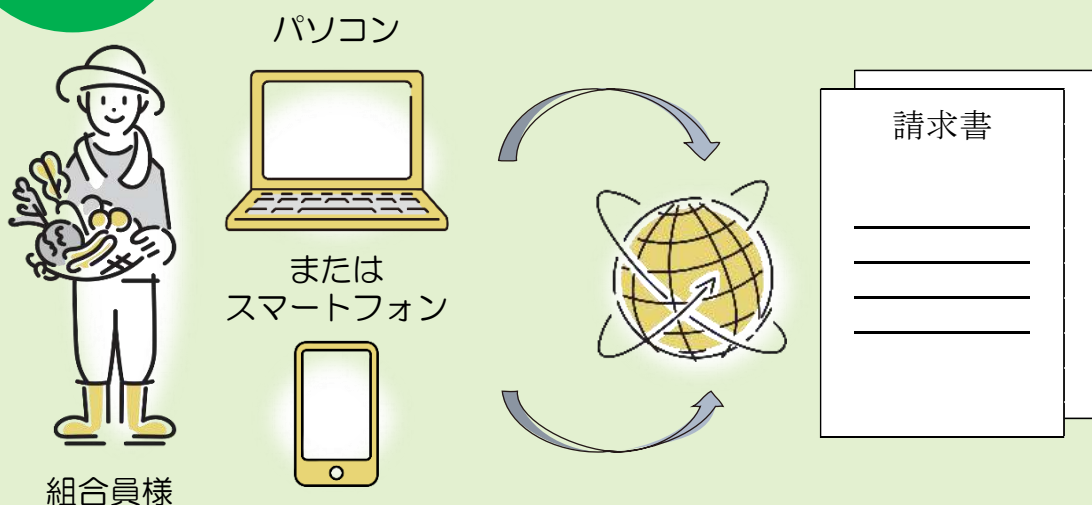 パソコン
または
スマートフォン
組合員様
請求書